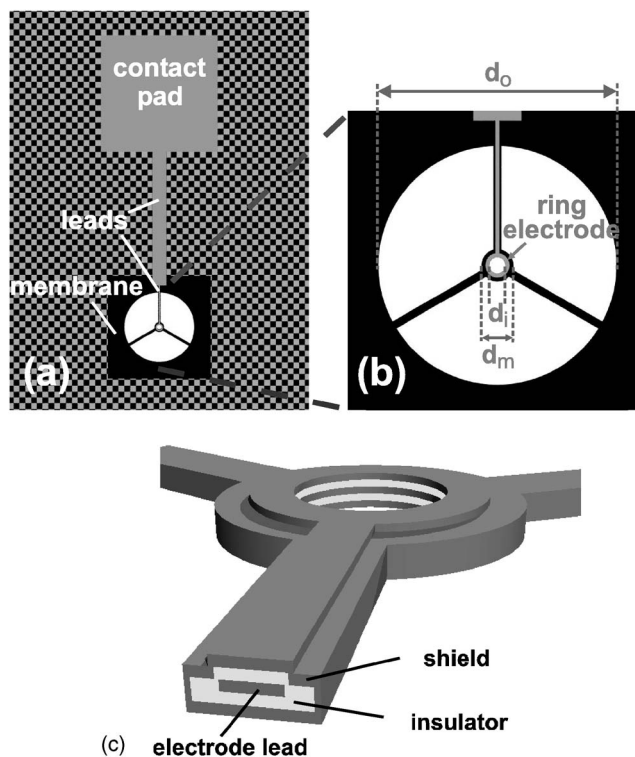 contact
pad
leads
membrane
(a)
dₒ
ring
electrode
dᵢ
dₘ
(b)
shield
insulator
electrode lead
(c)